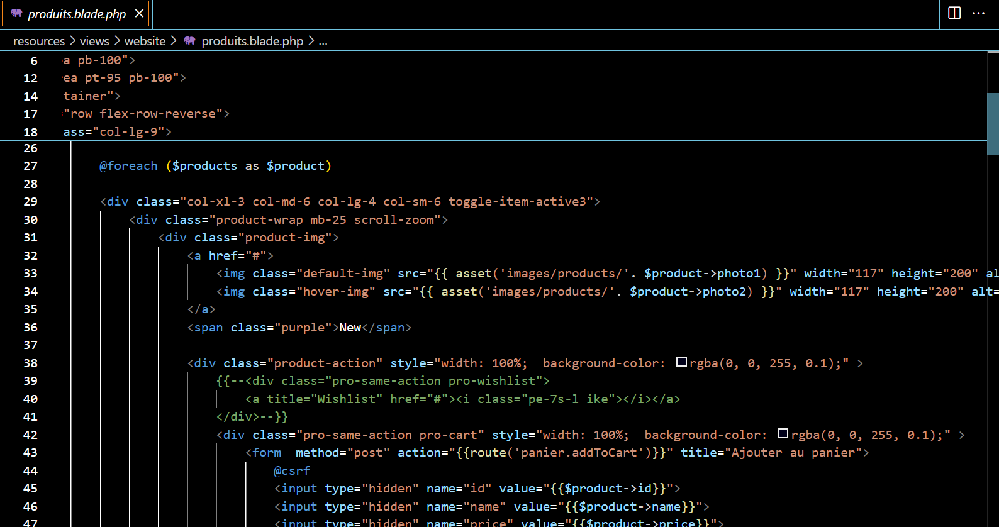 produits.blade.php
resources > views > website > produits.blade.php > ...
6 a pb-100">
12 ea pt-95 pb-100">
14 tainer">
17 "row flex-row-reverse">
18 ass="col-lg-9">
26
27 @foreach ($products as $product)
28
29 <div class="col-xl-3 col-md-6 col-lg-4 col-sm-6 toggle-item-active3">
30 <div class="product-wrap mb-25 scroll-zoom">
31 <div class="product-img">
32 <a href="#">
33 <img class="default-img" src="{{ asset('images/products/'. $product->photo1) }}" width="117" height="200" al
34 <img class="hover-img" src="{{ asset('images/products/'. $product->photo2) }}" width="117" height="200" alt=
35 </a>
36 <span class="purple">New</span>
37
38 <div class="product-action" style="width: 100%;  background-color: rgba(0, 0, 255, 0.1);" >
39 {{--<div class="pro-same-action pro-wishlist">
40 <a title="Wishlist" href="#"><i class="pe-7s-l ike"></i></a>
41 </div>--}}
42 <div class="pro-same-action pro-cart" style="width: 100%;  background-color: rgba(0, 0, 255, 0.1);" >
43 <form  method="post" action="{{route('panier.addToCart')}}" title="Ajouter au panier">
44 @csrf
45 <input type="hidden" name="id" value="{{$product->id}}">
46 <input type="hidden" name="name" value="{{$product->name}}">
47 <input type="hidden" name="price" value="{{$product->price}}">